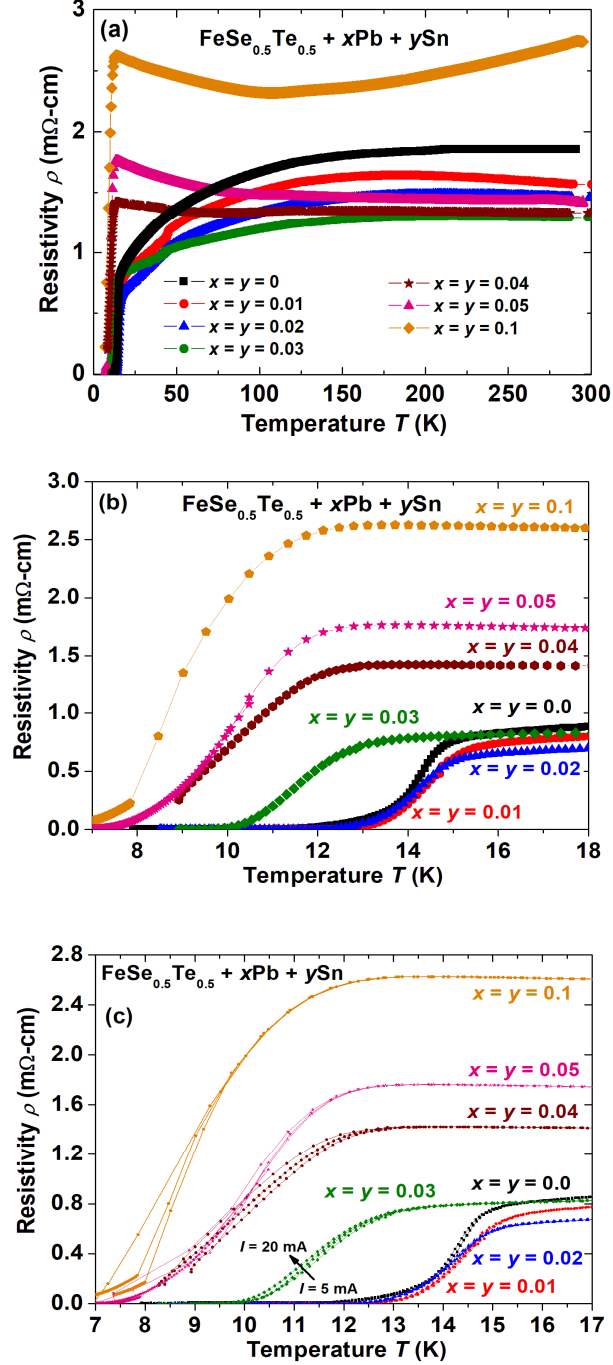 (a)
FeSe0.5Te0.5 + xPb + ySn
3
2
1
0
Resistivity ρ (mΩ-cm)
x = y = 0
x = y = 0.01
x = y = 0.02
x = y = 0.03
x = y = 0.04
x = y = 0.05
x = y = 0.1
0 50 100 150 200 250 300
Temperature T (K)
(b)
FeSe0.5Te0.5 + xPb + ySn
3.0
2.5
2.0
1.5
1.0
0.5
0.0
Resistivity ρ (mΩ-cm)
x = y = 0.1
x = y = 0.05
x = y = 0.04
x = y = 0.03
x = y = 0.0
x = y = 0.02
x = y = 0.01
8 10 12 14 16 18
Temperature T (K)
FeSe0.5Te0.5 + xPb + ySn
(c)
2.8
2.4
2.0
1.6
1.2
0.8
0.4
0.0
Resistivity ρ (mΩ-cm)
x = y = 0.1
x = y = 0.05
x = y = 0.04
x = y = 0.03
x = y = 0.0
x = y = 0.02
x = y = 0.01
I = 20 mA
I = 5 mA
7 8 9 10 11 12 13 14 15 16 17
Temperature T (K)